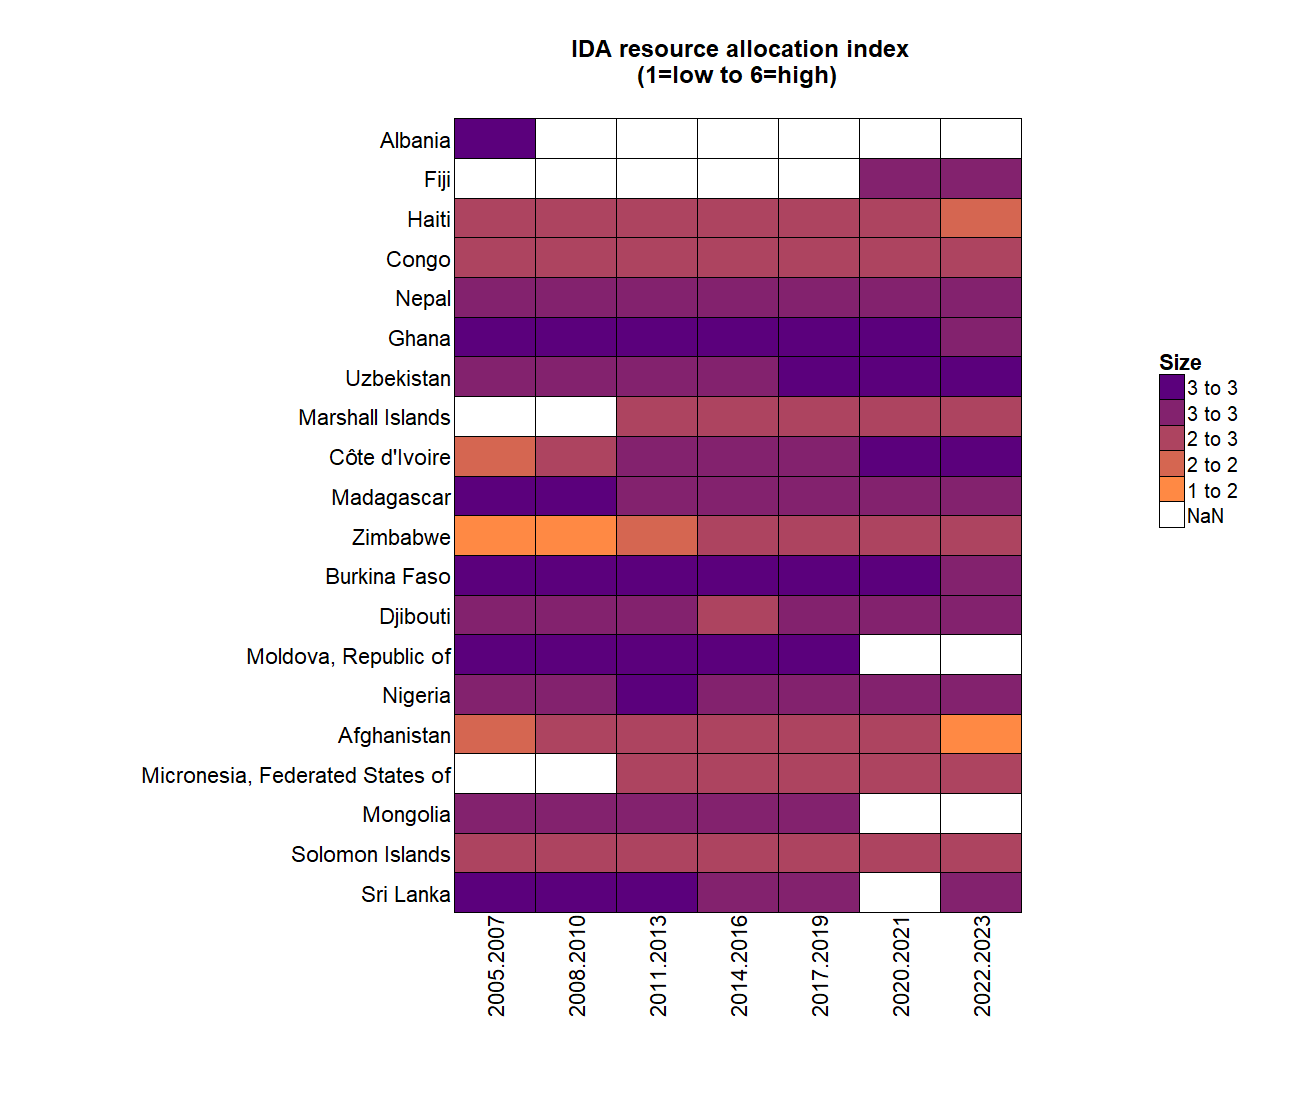 IDA resource allocation index
(1=low to 6=high)
Albania
Fiji
Haiti
Congo
Nepal
Ghana
Uzbekistan
Marshall Islands
Côte d'Ivoire
Madagascar
Zimbabwe
Burkina Faso
Djibouti
Moldova, Republic of
Nigeria
Afghanistan
Micronesia, Federated States of
Mongolia
Solomon Islands
Sri Lanka
2005.2007
2008.2010
2011.2013
2014.2016
2017.2019
2020.2021
2022.2023
Size
3 to 3
3 to 3
2 to 3
2 to 2
1 to 2
NaN